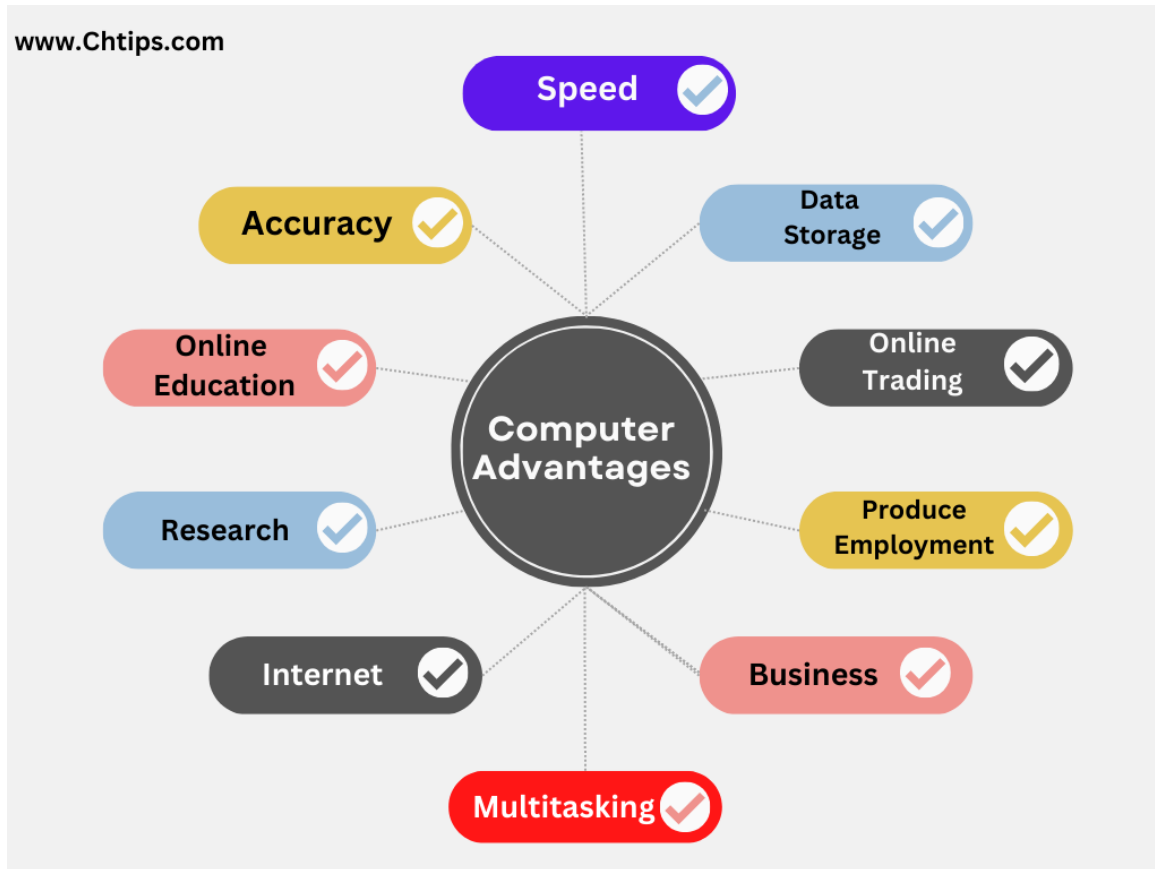 www.Chtips.com
Speed
Accuracy
Data
Storage
Online
Education
Online
Trading
Computer
Advantages
Research
Produce
Employment
Internet
Business
Multitasking